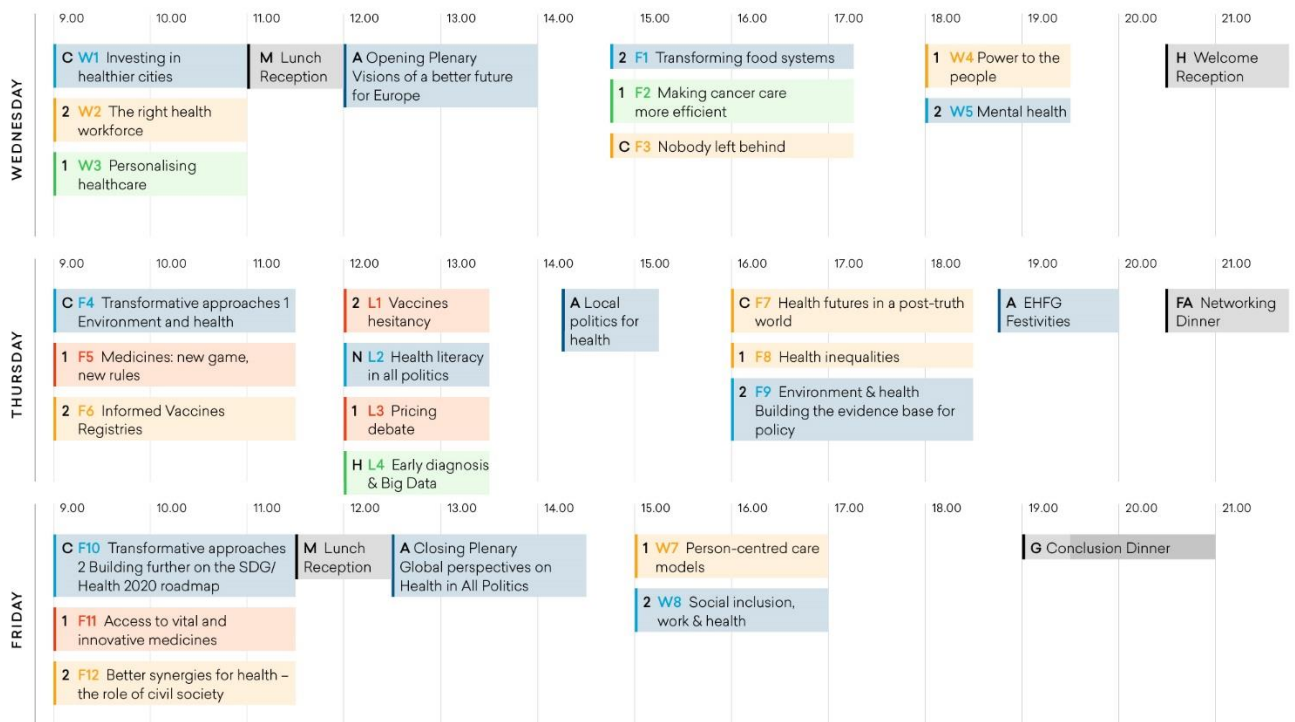 WEDNESDAY
9.00 10.00 11.00 12.00 13.00 15.00 16.00 17.00 18.00 19.00 20.00 21.00
C W1 Investing in
healthier cities
2 W2 The right health
workforce
1 W3 Personalising
healthcare
M Lunch
Reception
A Opening Plenary
Visions of a better future
for Europe
2 F1 Transforming food systems
1 F2 Making cancer care
more efficient
C F3 Nobody left behind
1 W4 Power to the
people
2 W5 Mental health
H Welcome
Reception
THURSDAY
9.00 10.00 11.00 12.00 13.00 14.00 15.00 16.00 17.00 18.00 19.00 20.00 21.00
C F4 Transformative approaches 1
Environment and health
1 F5 Medicines: new game,
new rules
2 F6 Informed Vaccines
Registries
2 L1 Vaccines
hesitancy
N L2 Health literacy
in all politics
1 L3 Pricing
debate
H L4 Early diagnosis
& Big Data
A Local
politics for
health
C F7 Health futures in a post-truth
world
1 F8 Health inequalities
2 F9 Environment & health
Building the evidence base for
policy
A EHFG
Festivities
FA Networking
Dinner
FRIDAY
9.00 10.00 11.00 12.00 13.00 14.00 15.00 16.00 17.00 18.00 19.00 20.00 21.00
C F10 Transformative approaches
2 Building further on the SDG/
Health 2020 roadmap
1 F11 Access to vital and
innovative medicines
2 F12 Better synergies for health –
the role of civil society
M Lunch
Reception
A Closing Plenary
Global perspectives on
Health in All Politics
1 W7 Person-centred care
models
2 W8 Social inclusion,
work & health
G Conclusion Dinner